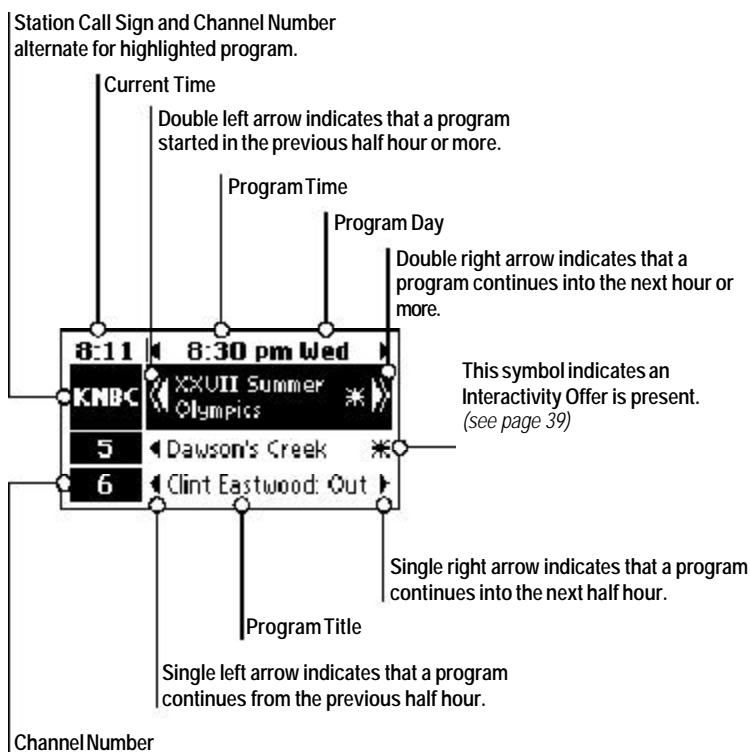 Station Call Sign and Channel Number
alternate for highlighted program.
Current Time
Double left arrow indicates that a program
started in the previous half hour or more.
Program Time
Program Day
Double right arrow indicates that a
program continues into the next hour or
more.
8:11 8:30 pm Wed
KNBC XXVII Summer
Olympics
This symbol indicates an
Interactivity Offer is present.
(see page 39)
5 Dawson's Creek
6 Clint Eastwood: Out
Single right arrow indicates that a program
continues into the next half hour.
Program Title
Single left arrow indicates that a program
continues from the previous half hour.
Channel Number